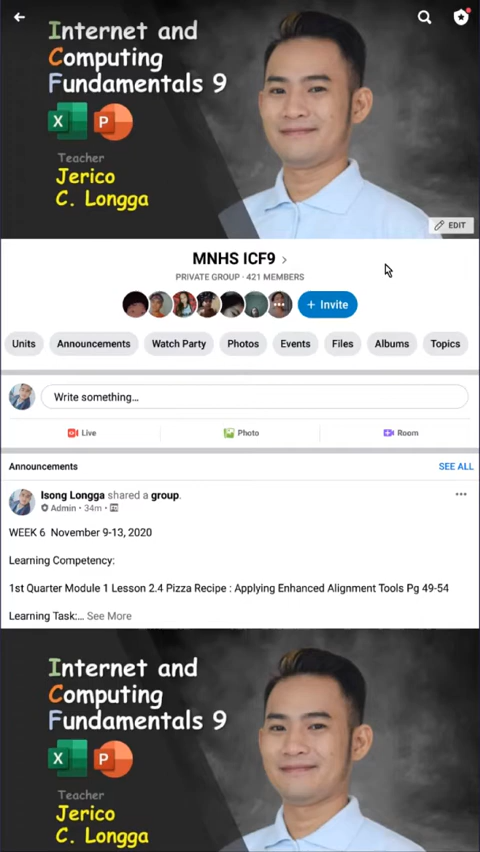 Internet and
Computing
Fundamentals 9
X P
Teacher
Jerico
C. Longga
EDIT
MNHS ICF9 >
PRIVATE GROUP · 421 MEMBERS
+ Invite
Units Announcements Watch Party Photos Events Files Albums Topics
Write something...
Live Photo Room
Announcements SEE ALL
Isong Longga shared a group.
Admin · 34m ·
WEEK 6 November 9-13, 2020
Learning Competency:
1st Quarter Module 1 Lesson 2.4 Pizza Recipe : Applying Enhanced Alignment Tools Pg 49-54
Learning Task:... See More
Internet and
Computing
Fundamentals 9
X P
Teacher
Jerico
C. Longga